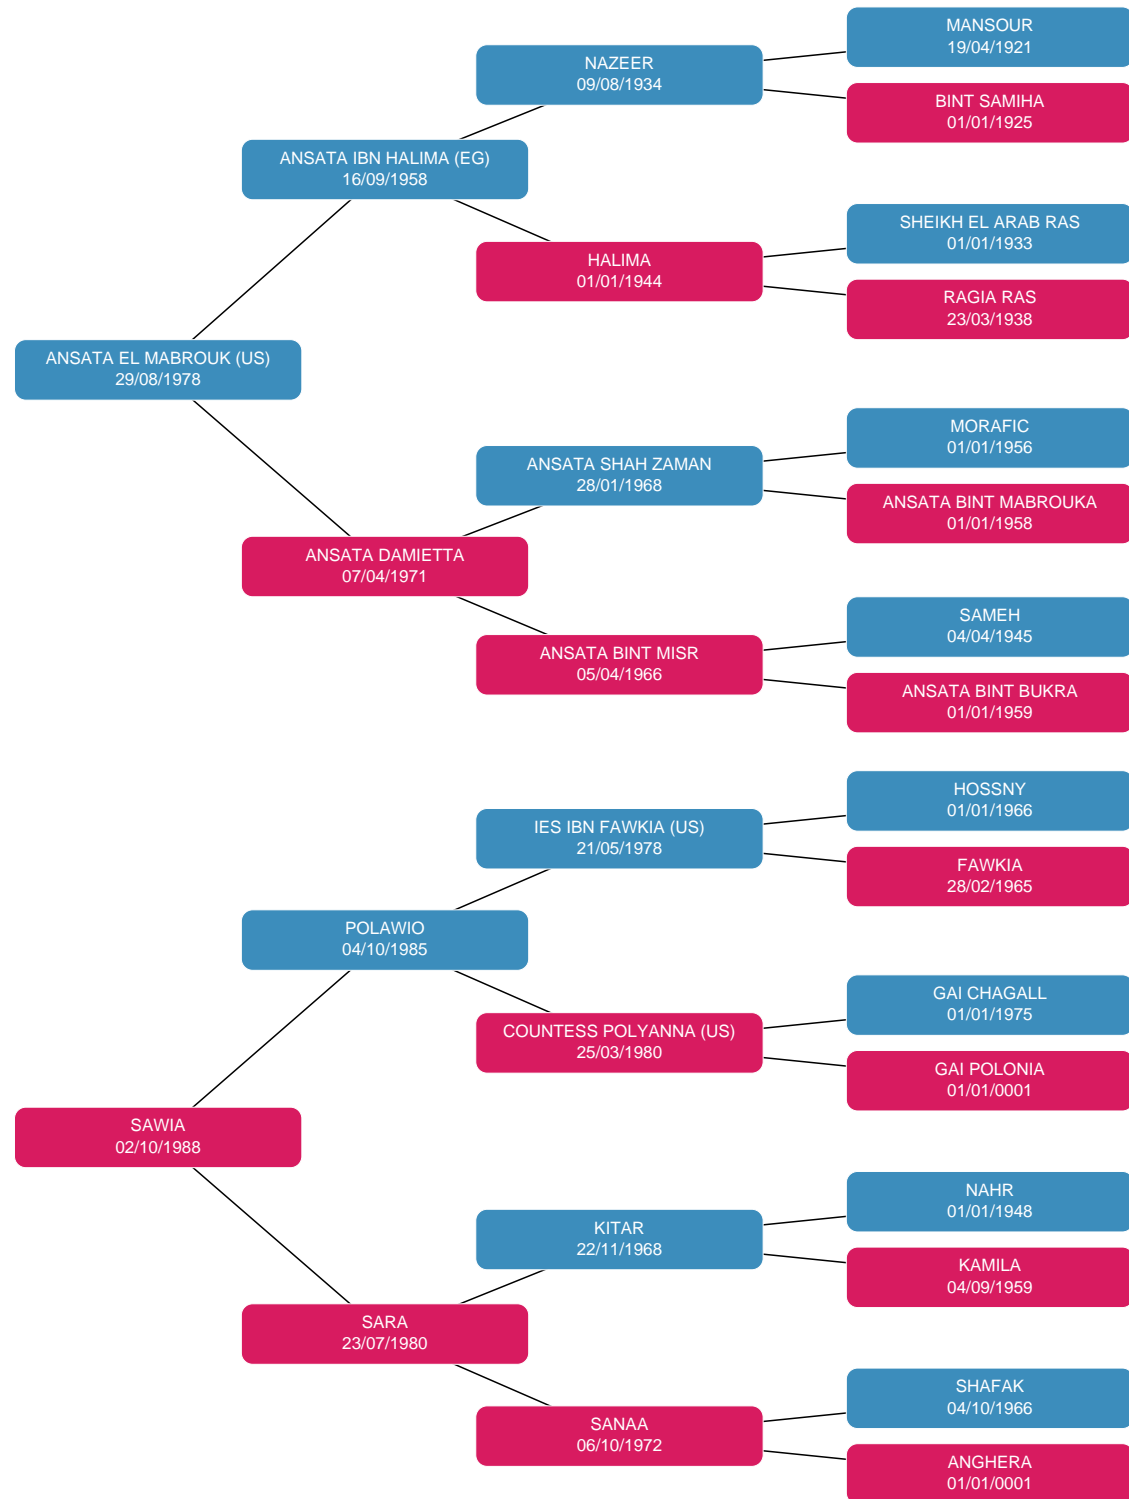 MANSOUR
19/04/1921
NAZEER
09/08/1934
BINT SAMIHA
01/01/1925
ANSATA IBN HALIMA (EG)
16/09/1958
SHEIKH EL ARAB RAS
01/01/1933
HALIMA
01/01/1944
RAGIA RAS
23/03/1938
ANSATA EL MABROUK (US)
29/08/1978
MORAFIC
01/01/1956
ANSATA SHAH ZAMAN
28/01/1968
ANSATA BINT MABROUKA
01/01/1958
ANSATA DAMIETTA
07/04/1971
SAMEH
04/04/1945
ANSATA BINT MISR
05/04/1966
ANSATA BINT BUKRA
01/01/1959
HOSSNY
01/01/1966
IES IBN FAWKIA (US)
21/05/1978
FAWKIA
28/02/1965
POLAWIO
04/10/1985
GAI CHAGALL
01/01/1975
COUNTESS POLYANNA (US)
25/03/1980
GAI POLONIA
01/01/0001
SAWIA
02/10/1988
NAHR
01/01/1948
KITAR
22/11/1968
KAMILA
04/09/1959
SARA
23/07/1980
SHAFAK
04/10/1966
SANAA
06/10/1972
ANGHERA
01/01/0001